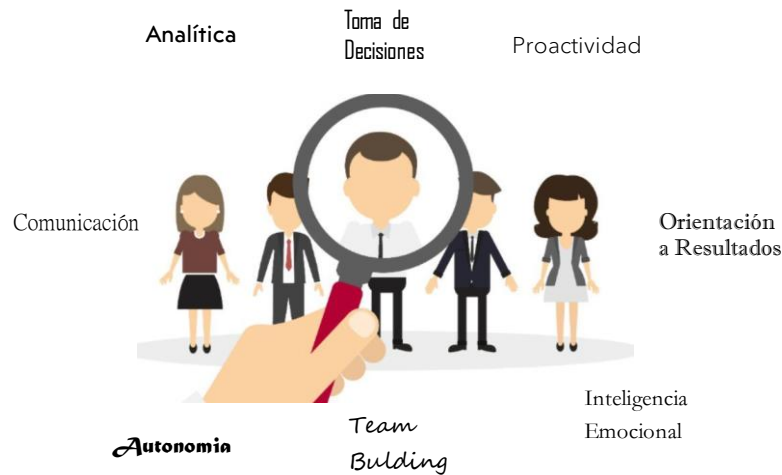 Analítica
Toma de
Decisiones
Proactividad
Comunicación
Orientación
a Resultados
Inteligencia
Emocional
Autonomia
Team
Bulding